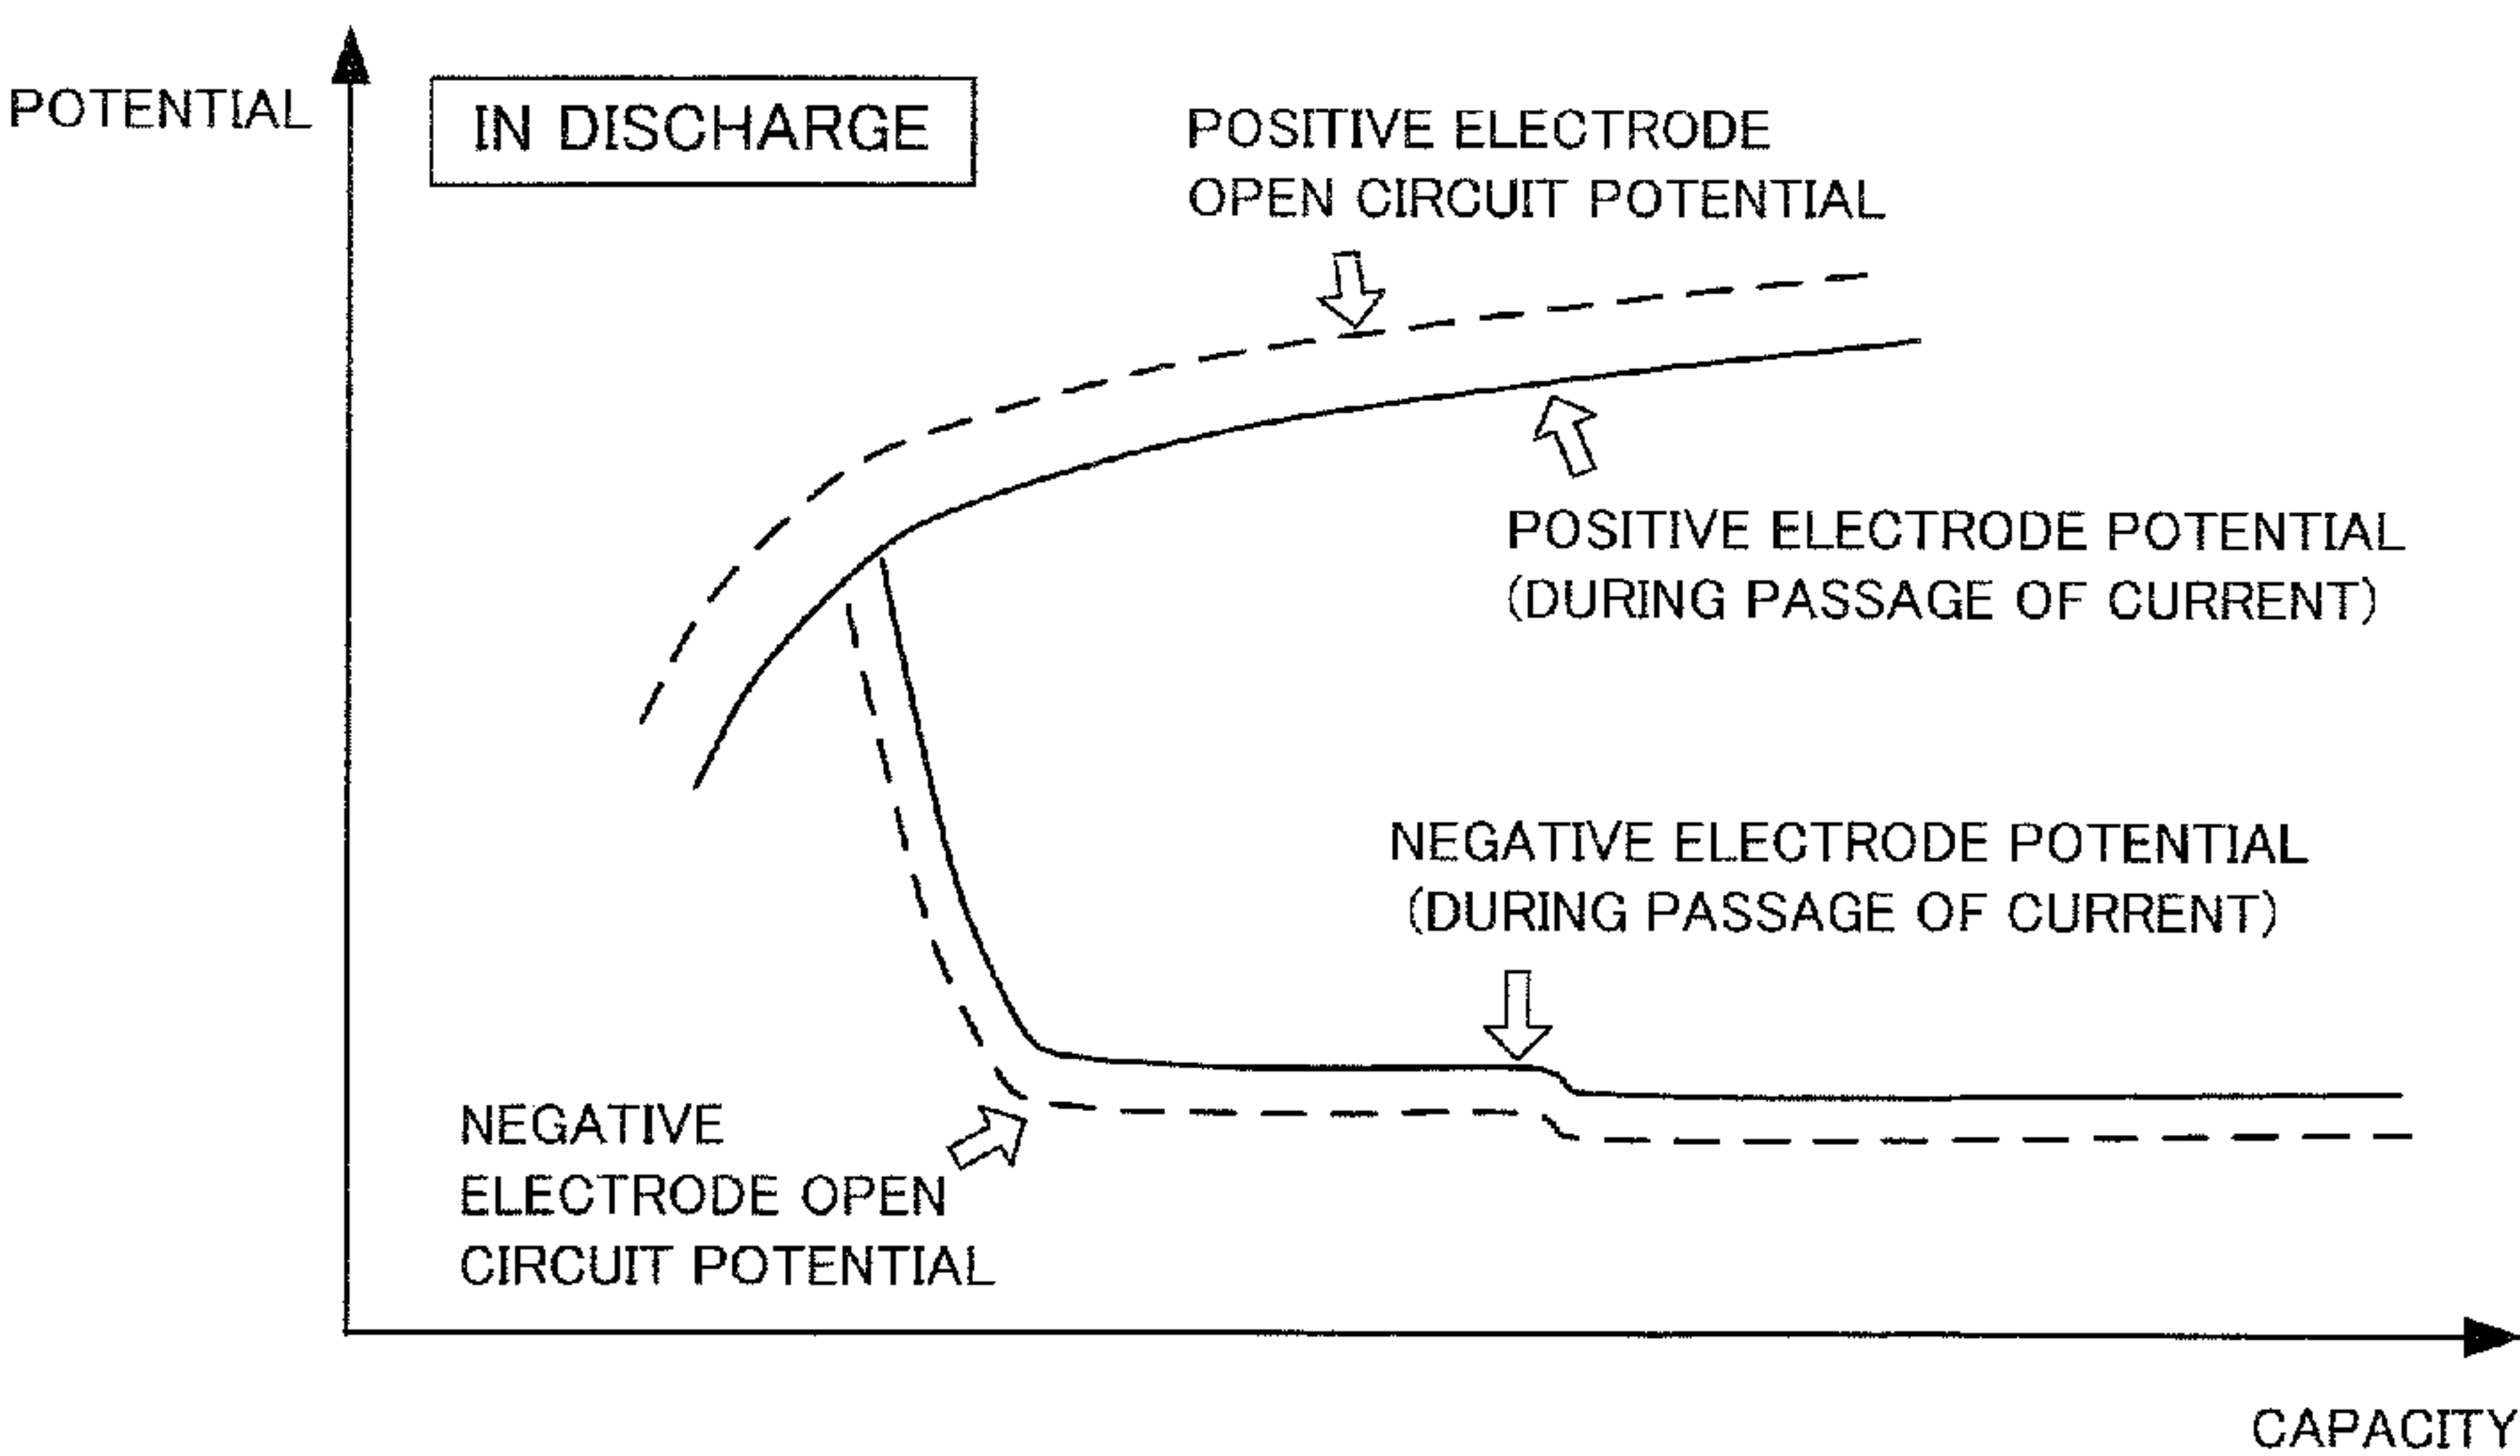 POTENTIAL
IN DISCHARGE
POSITIVE ELECTRODE
OPEN CIRCUIT POTENTIAL
POSITIVE ELECTRODE POTENTIAL
(DURING PASSAGE OF CURRENT)
NEGATIVE ELECTRODE POTENTIAL
(DURING PASSAGE OF CURRENT)
NEGATIVE
ELECTRODE OPEN
CIRCUIT POTENTIAL
CAPACITY